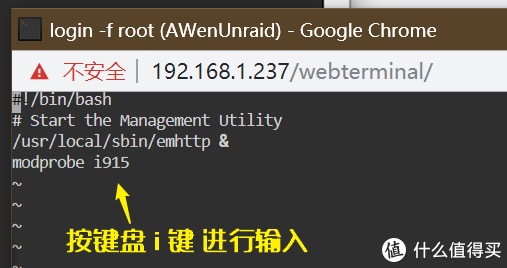 login -f root (AWenUnraid) - Google Chrome
不安全 192.168.1.237/webterminal/
#!/bin/bash
# Start the Management Utility
/usr/local/sbin/emhttp &
modprobe i915
~
~
~
~
~
按键盘 i 键 进行输入
值 什么值得买